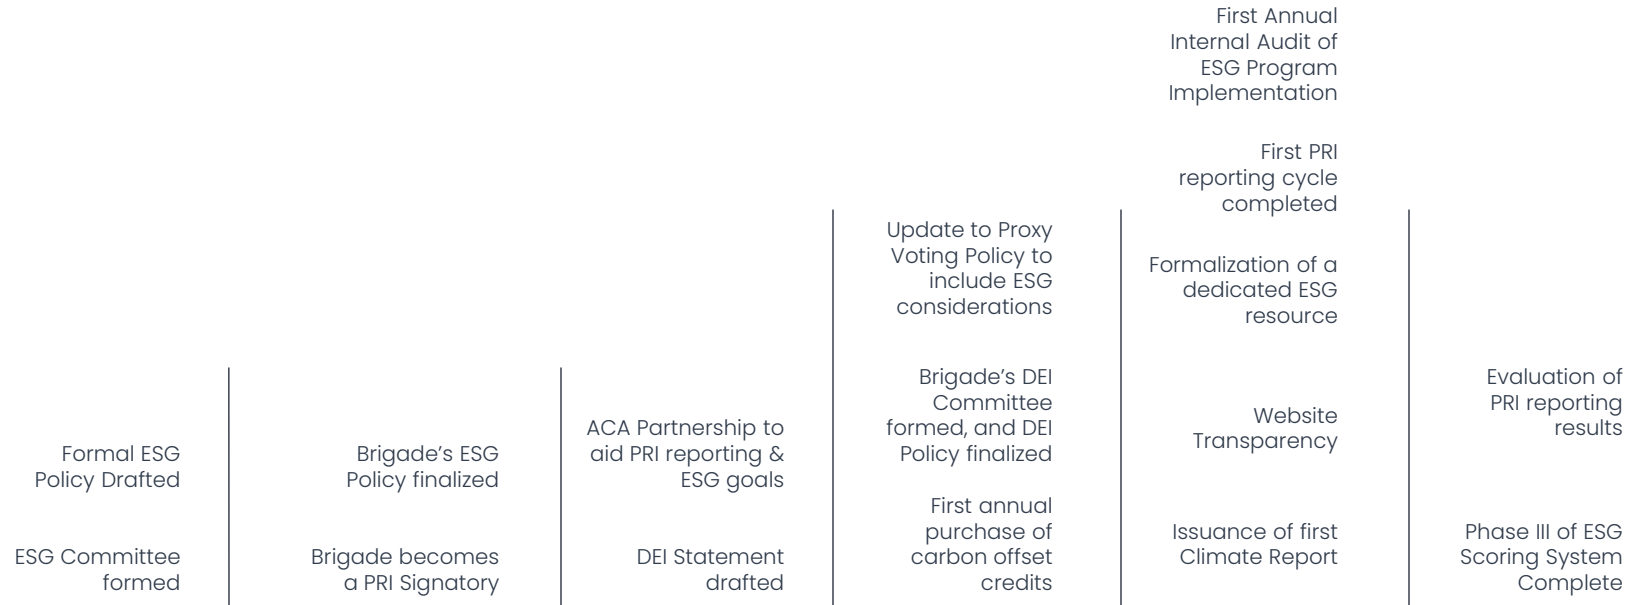 Formal ESG
Policy Drafted
ESG Committee
formed
Brigade’s ESG
Policy finalized
Brigade becomes
a PRI Signatory
ACA Partnership to
aid PRI reporting &
ESG goals
DEI Statement
drafted
Update to Proxy
Voting Policy to
include ESG
considerations
Brigade’s DEI
Committee
formed, and DEI
Policy finalized
First annual
purchase of
carbon offset
credits
First Annual
Internal Audit of
ESG Program
Implementation
First PRI
reporting cycle
completed
Formalization of a
dedicated ESG
resource
Website
Transparency
Issuance of first
Climate Report
Evaluation of
PRI reporting
results
Phase III of ESG
Scoring System
Complete